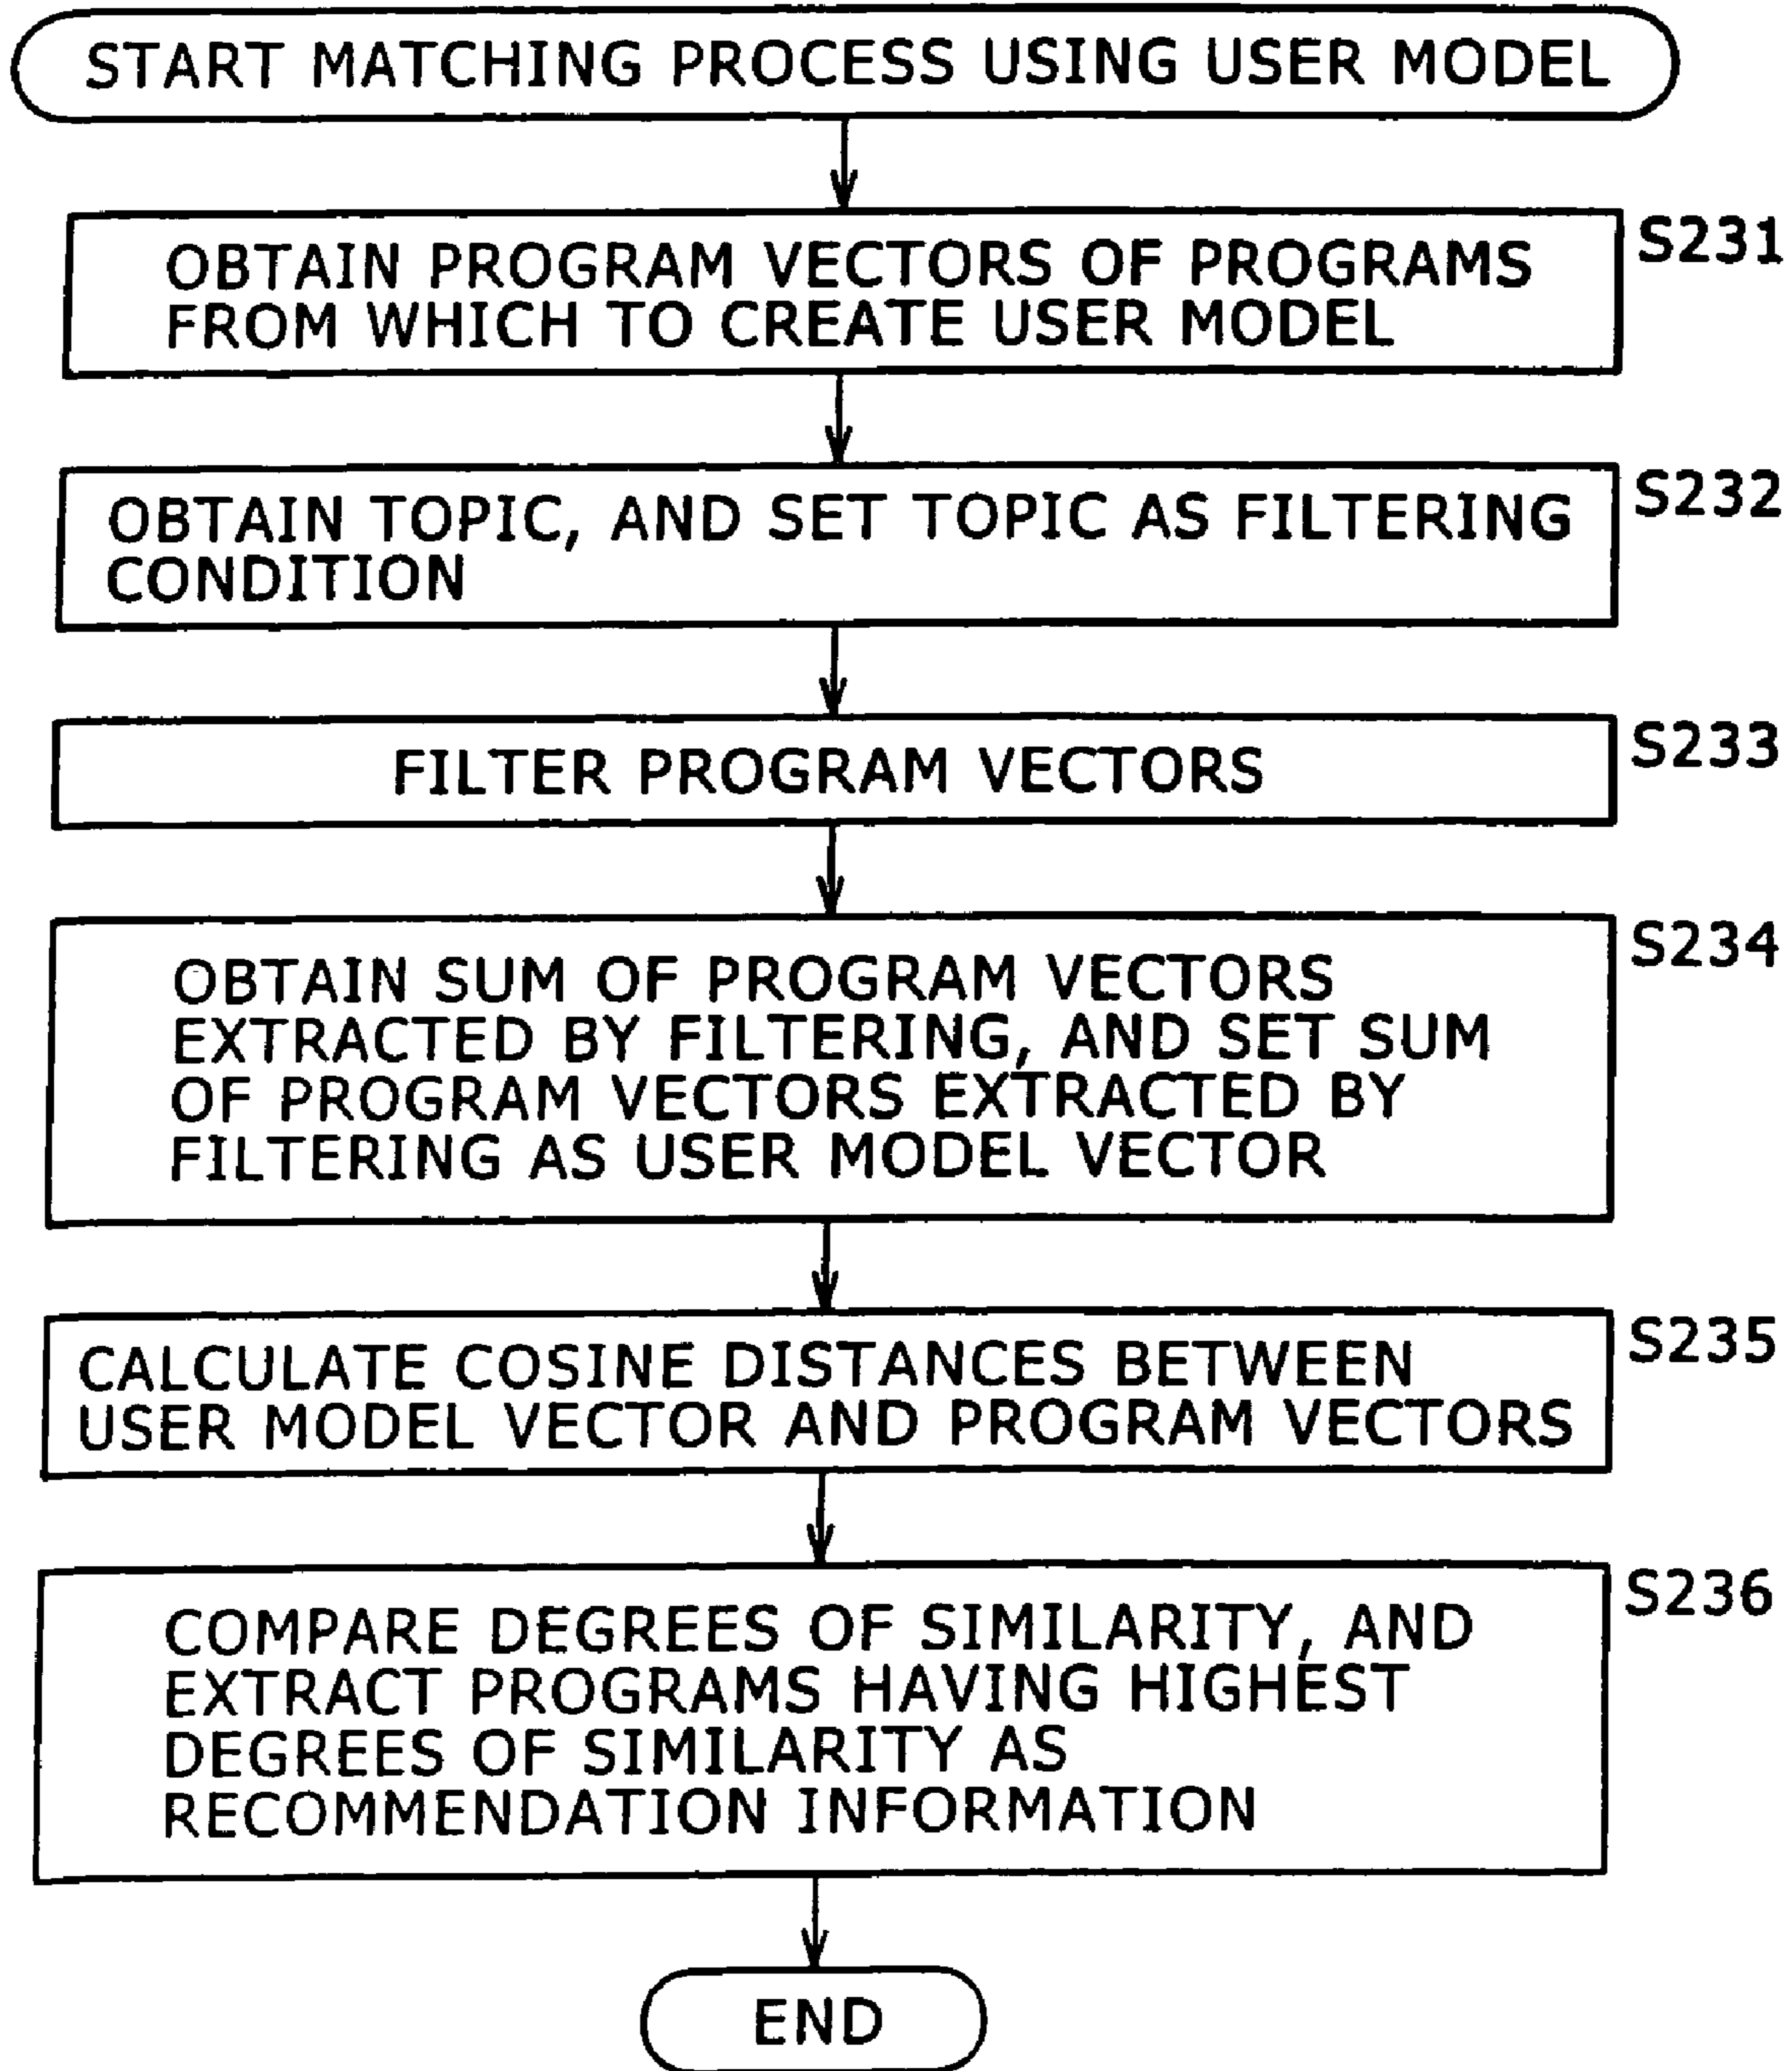 START MATCHING PROCESS USING USER MODEL
S231
OBTAIN PROGRAM VECTORS OF PROGRAMS
FROM WHICH TO CREATE USER MODEL
S232
OBTAIN TOPIC, AND SET TOPIC AS FILTERING
CONDITION
S233
FILTER PROGRAM VECTORS
S234
OBTAIN SUM OF PROGRAM VECTORS
EXTRACTED BY FILTERING, AND SET SUM
OF PROGRAM VECTORS EXTRACTED BY
FILTERING AS USER MODEL VECTOR
S235
CALCULATE COSINE DISTANCES BETWEEN
USER MODEL VECTOR AND PROGRAM VECTORS
S236
COMPARE DEGREES OF SIMILARITY, AND
EXTRACT PROGRAMS HAVING HIGHEST
DEGREES OF SIMILARITY AS
RECOMMENDATION INFORMATION
END